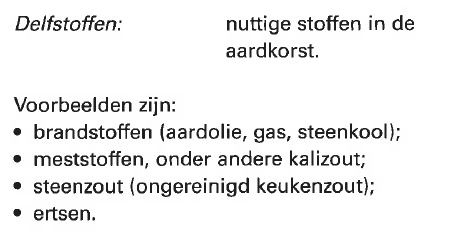 Delfstoffen: nuttige stoffen in de
aardkorst.
Voorbeelden zijn:
• brandstoffen (aardolie, gas, steenkool);
• meststoffen, onder andere kalizout;
• steenzout (ongereinigd keukenzout);
• ertsen.